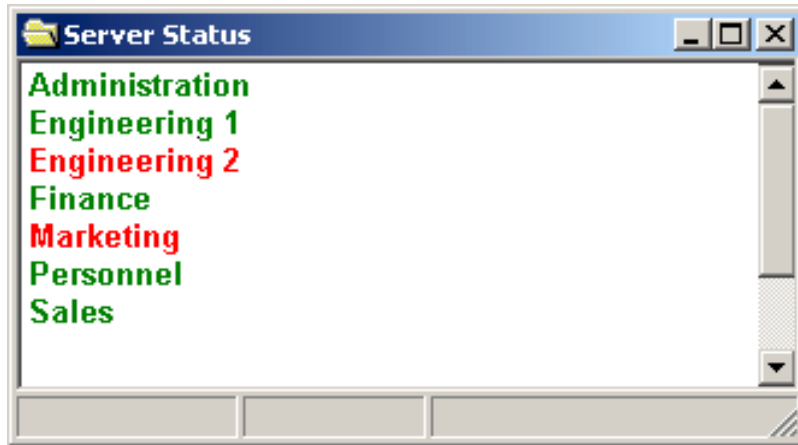 Server Status
Administration
Engineering 1
Engineering 2
Finance
Marketing
Personnel
Sales